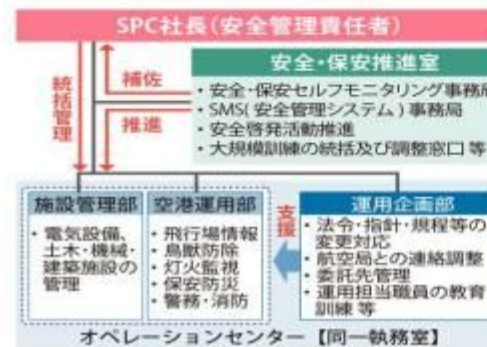 SPC社長（安全管理責任者）
統括管理
補佐
推進
安全・保安推進室
・安全・保安セルフモニタリング事務局
・SMS(安全管理システム)事務局
・安全啓発活動推進
・大規模訓練の統括及び調整窓口 等
施設管理部
・電気設備、
土木・機械・
建築施設の
管理
空港運用部
・飛行場情報
・鳥獣防除
・灯火監視
・保安防災
・警務・消防
支援
運用企画部
・法令・指針・規程等の
変更対応
・航空局との連絡調整
・委託先管理
・運用担当職員の教育
訓練 等
オペレーションセンター【同一執務室】